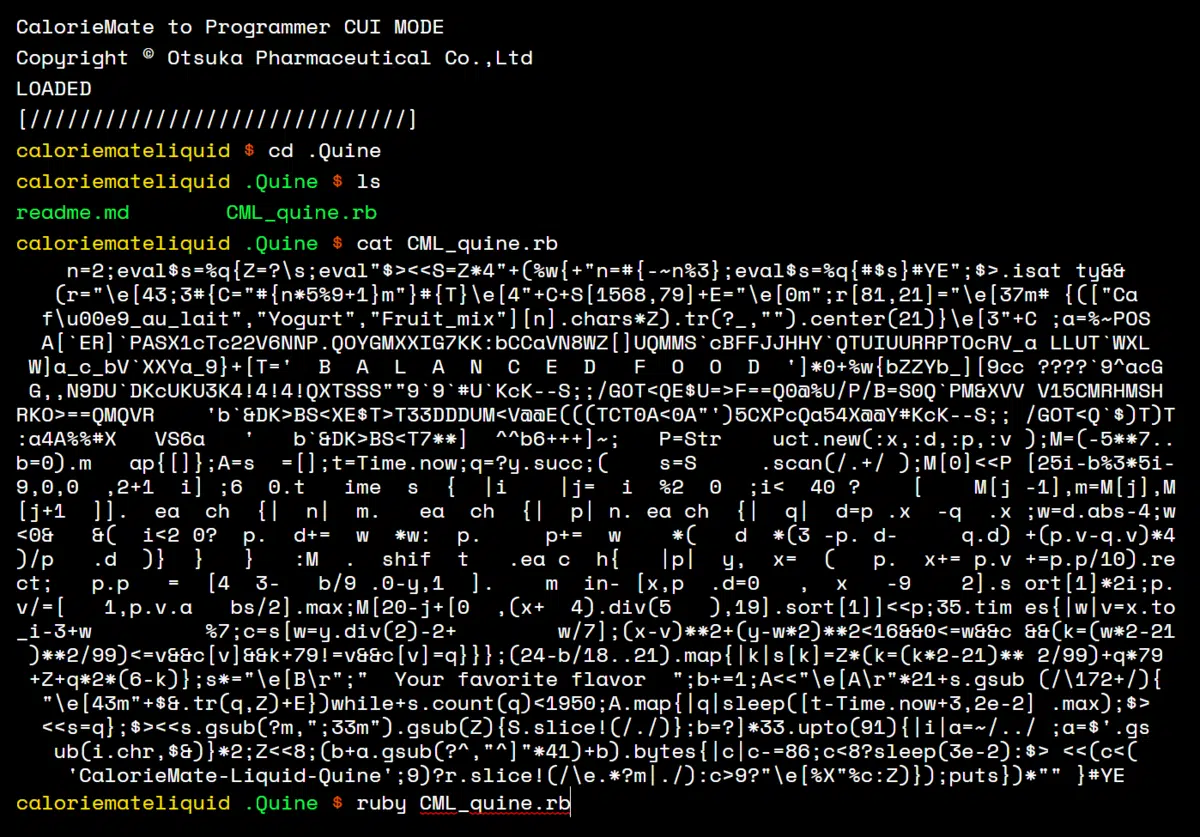 CalorieMate to Programmer CUI MODE
Copyright © Otsuka Pharmaceutical Co.,Ltd
LOADED
[//////////////////////////////]
caloriemateliquid $ cd .Quine
caloriemateliquid .Quine $ ls
readme.md        CML_quine.rb
caloriemateliquid .Quine $ cat CML_quine.rb
    n=2;eval$s=%q{Z=?\s;eval"$><<S=Z*4"+(%w{+"n=#{-~n%3};eval$s=%q{#$s}#YE";$>.isat ty&&
   (r="\e[43;3#{C="#{n*5%9+1}m"}#{T}\e[4"+C+S[1568,79]+E="\e[0m";r[81,21]="\e[37m# {(["Ca
  f\u00e9_au_lait","Yogurt","Fruit_mix"][n].chars*Z).tr(?_,"").center(21)}\e[3"+C ;a=%~POS
  A[`ER]`PASX1cTc22V6NNP.QOYGMXXIG7KK:bCCaVN8WZ[]UQMMS`cBFFJJHHY`QTUIUURRPTOcRV_a LLUT`WXL
 W]a_c_bV`XXYa_9}+[T='  B  A  L  A  N  C  E  D   F  O  O  D  ']*0+%w{bZZYb_][9cc ????`9^acG
 G,,N9DU`DKcUKU3K4!4!4!QXTSSS""9`9`#U`KcK--S;;/GOT<QE$U=>F==Q0@%U/P/B=S0Q`PM&XVV V15CMRHMSH
RKO>==QMQVR    'b`&DK>BS<XE$T>T33DDDUM<V@@E(((TCT0A<0A"')5CXPcQa54X@@Y#KcK--S;; /GOT<Q`$)T)T
:a4A%%#X   VS6a   '   b`&DK>BS<T7**]  ^^b6+++]~;   P=Str    uct.new(:x,:d,:p,:v );M=(-5**7..
b=0).m   ap{[]};A=s  =[];t=Time.now;q=?y.succ;(    s=S     .scan(/.+/ );M[0]<<P [25i-b%3*5i-
9,0,0  ,2+1  i] ;6  0.t   ime  s  {  |i    |j=  i  %2  0  ;i<  40 ?    [    M[j -1],m=M[j],M
[j+1  ]].  ea  ch  {|  n|  m.   ea  ch  {|  p| n. ea ch  {|  q|  d=p .x  -q  .x ;w=d.abs-4;w
<0&   &(  i<2 0?  p.  d+=  w  *w:  p.     p+=  w    *(   d  *(3 -p. d-     q.d) +(p.v-q.v)*4
)/p   .d  )}  }   }   :M  .  shif  t   .ea c  h{   |p|  y,  x=  (   p.  x+= p.v +=p.p/10).re
ct;   p.p   =  [4  3-   b/9 .0-y,1  ].    m  in- [x,p  .d=0   ,  x   -9    2].s ort[1]*2i;p.
v/=[   1,p.v.a   bs/2].max;M[20-j+[0  ,(x+  4).div(5   ),19].sort[1]]<<p;35.tim es{|w|v=x.to
_i-3+w         %7;c=s[w=y.div(2)-2+        w/7];(x-v)**2+(y-w*2)**2<16&&0<=w&&c &&(k=(w*2-21
 )**2/99)<=v&&c[v]&&k+79!=v&&c[v]=q}}};(24-b/18..21).map{|k|s[k]=Z*(k=(k*2-21)** 2/99)+q*79
 +Z+q*2*(6-k)};s*="\e[B\r";"  Your favorite flavor  ";b+=1;A<<"\e[A\r"*21+s.gsub (/\172+/){
  "\e[43m"+$&.tr(q,Z)+E})while+s.count(q)<1950;A.map{|q|sleep([t-Time.now+3,2e-2] .max);$>
  <<s=q};$><<s.gsub(?m,";33m").gsub(Z){S.slice!(/./)};b=?]*33.upto(91){|i|a=~/../ ;a=$'.gs
   ub(i.chr,$&)}*2;Z<<8;(b+a.gsub(?^,"^]"*41)+b).bytes{|c|c-=86;c<8?sleep(3e-2):$> <<(c<(
    'CalorieMate-Liquid-Quine';9)?r.slice!(/\e.*?m|./):c>9?"\e[%X"%c:Z)});puts})*"" }#YE
caloriemateliquid .Quine $ ruby CML_quine.rb